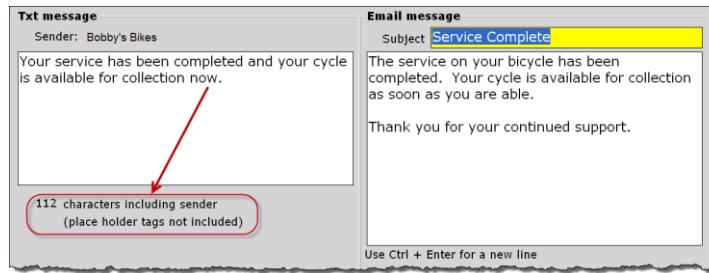 Txt message
Sender: Bobby's Bikes
Your service has been completed and your cycle
is available for collection now.
112 characters including sender
(place holder tags not included)
Email message
Subject Service Complete
The service on your bicycle has been
completed. Your cycle is available for collection
as soon as you are able.
Thank you for your continued support.
Use Ctrl + Enter for a new line